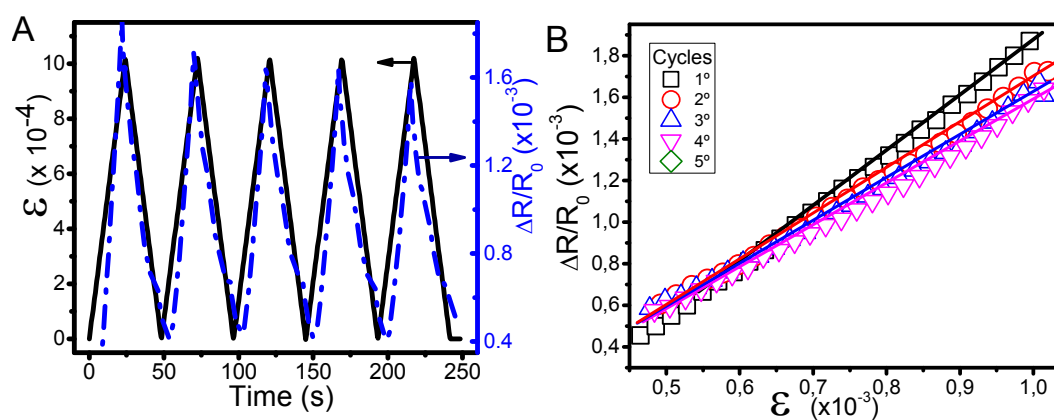 A
ε (x 10⁻⁴)
10
8
6
4
2
0
0 50 100 150 200 250
Time (s)
1.6
1.2
0.8
0.4
ΔR/R₀ (x10⁻³)
B
ΔR/R₀ (x10⁻³)
1,8
1,6
1,4
1,2
1,0
0,8
0,6
0,4
Cycles
1º
2º
3º
4º
5º
0,5 0,6 0,7 0,8 0,9 1,0
ε (x10⁻³)